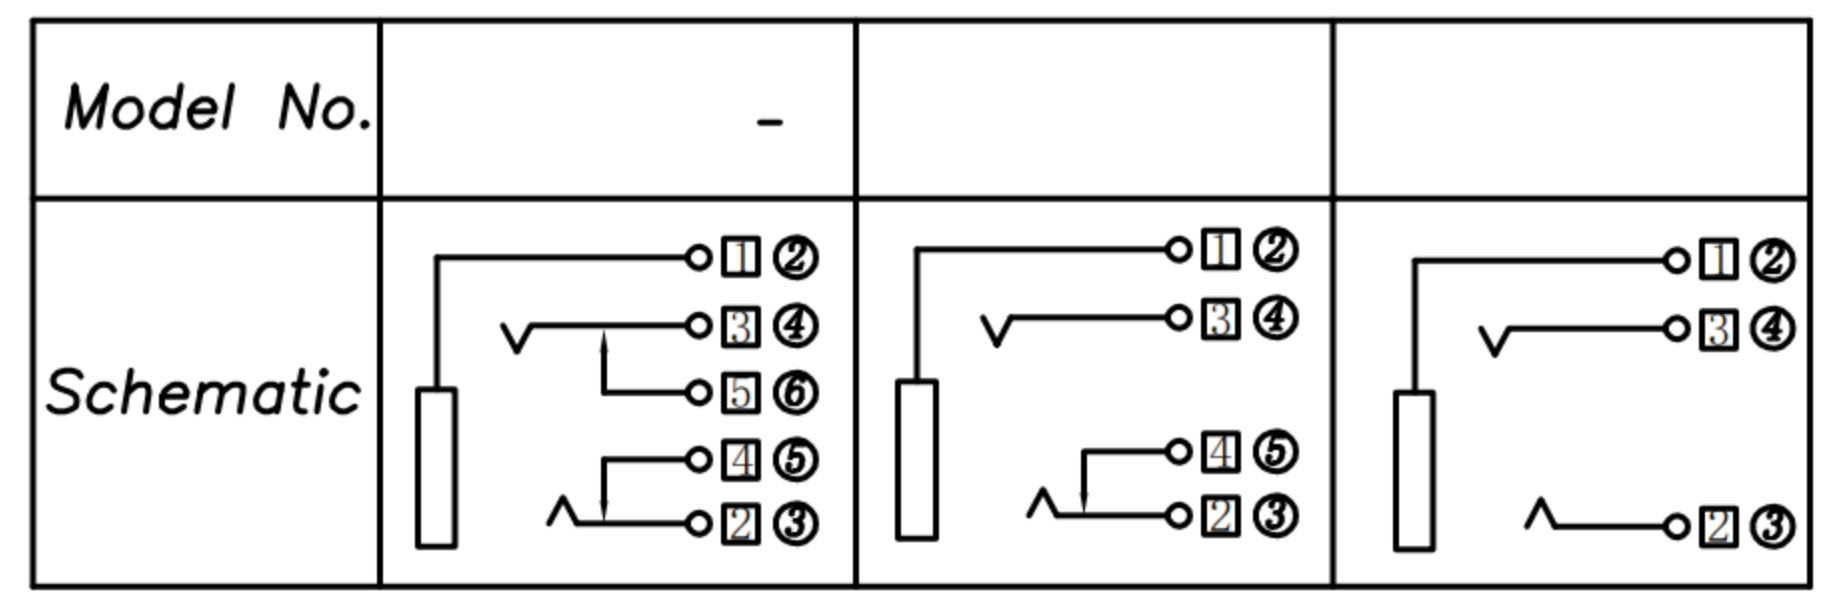 Model No. -
Schematic
1 ② 1 ② 1 ②
3 ④ 3 ④ 3 ④
5 ⑥
4 ⑤ 4 ⑤
2 ③ 2 ③ 2 ③